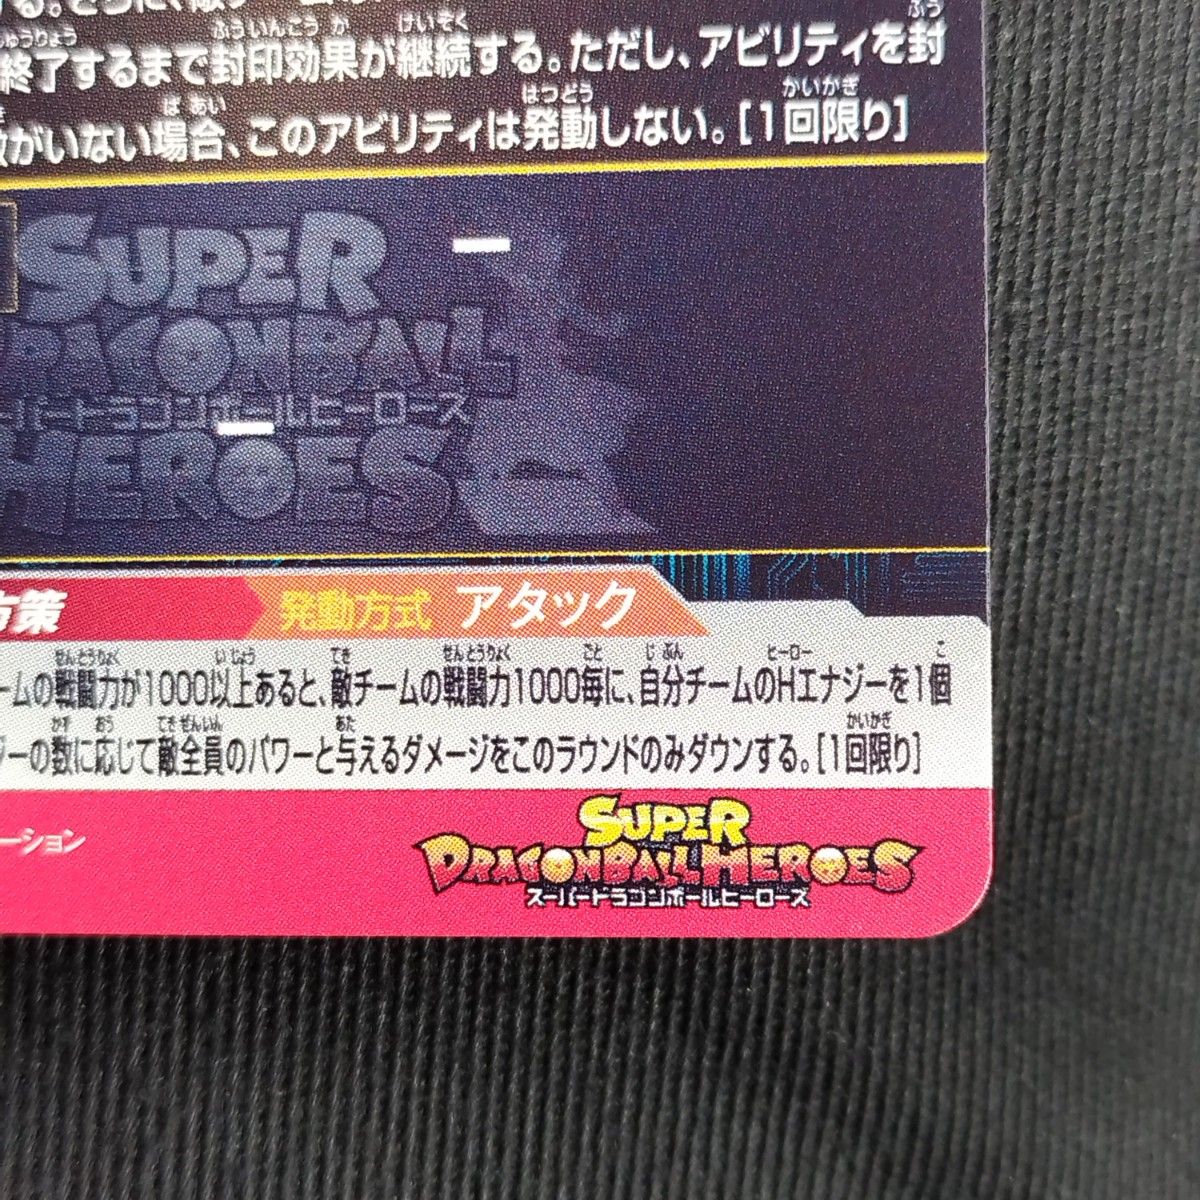 終了するまで封印効果が継続する。ただし、アビリティを封
がいない場合、このアビリティは発動しない。[1回限り]
SUPER
DRAGONBALL
スーパードラゴンボールヒーローズ
HEROES
方策
発動方式 アタック
ームの戦闘力が1000以上あると、敵チームの戦闘力1000毎に、自分チームのHエナジーを1個
ーの数に応じて敵全員のパワーと与えるダメージをこのラウンドのみダウンする。[1回限り]
ーション
SUPER
DRAGONBALL HEROES
スーパードラゴンボールヒーローズ